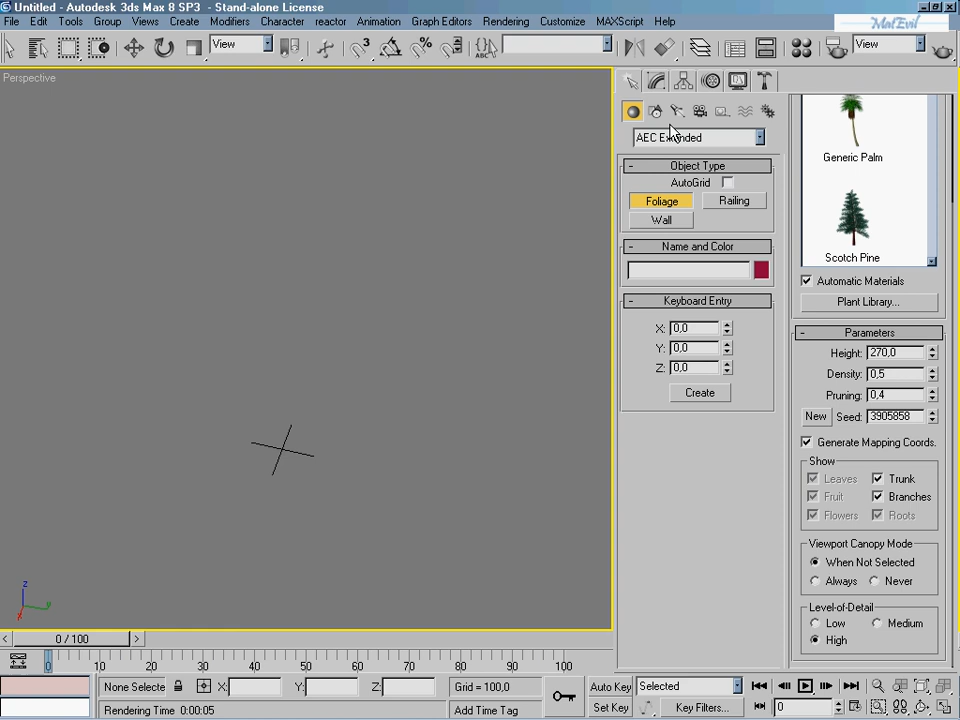 Untitled - Autodesk 3ds Max 8 SP3 - Stand-alone License
File Edit Tools Group Views Create Modifiers Character reactor Animation Graph Editors Rendering Customize MAXScript Help
MatEvil
View
3
%
ABC
View
Perspective
AEC Extended
Object Type
AutoGrid
Foliage Railing
Wall
Name and Color
Keyboard Entry
X: 0,0
Y: 0,0
Z: 0,0
Create
Generic Palm
Scotch Pine
Automatic Materials
Plant Library...
Parameters
Height: 270,0
Density: 0,5
Pruning: 0,4
New Seed: 3905858
Generate Mapping Coords.
Show
Leaves Trunk
Fruit Branches
Flowers Roots
Viewport Canopy Mode
When Not Selected
Always Never
Level-of-Detail
Low Medium
High
z
y
x
0 / 100
0 10 20 30 40 50 60 70 80 90 100
None Selecte X: Y: Z: Grid = 100,0 Auto Key Selected
Rendering Time 0:00:05 Add Time Tag Set Key Key Filters... 0